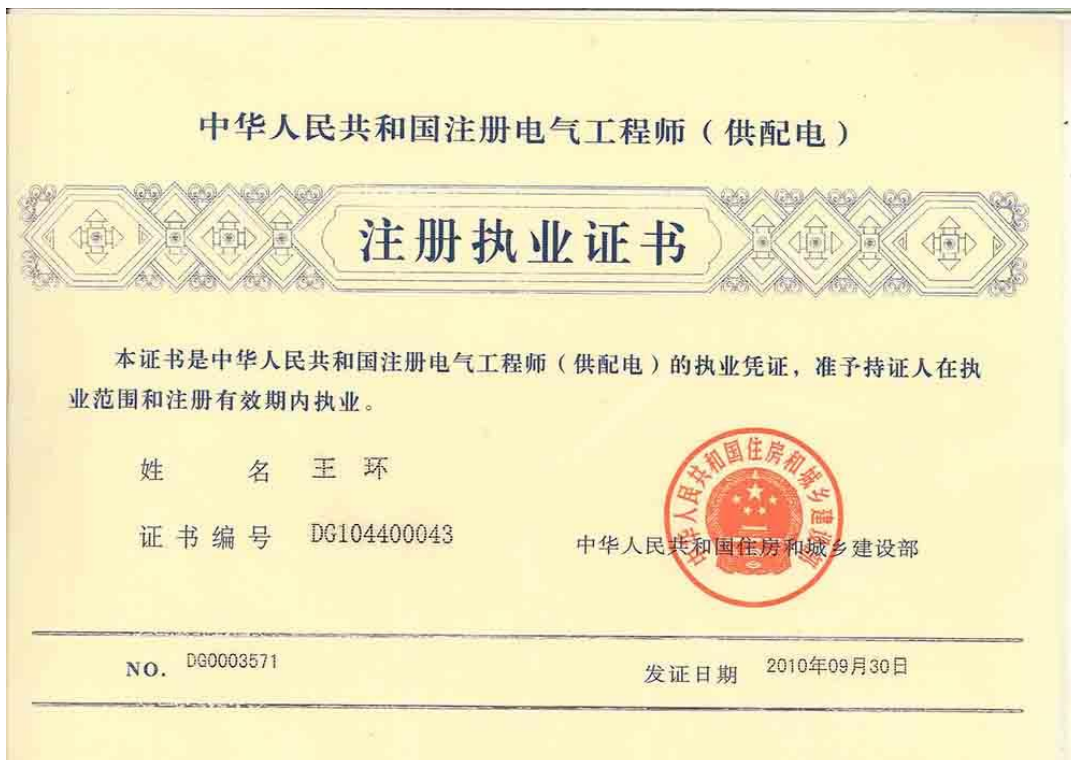 中华人民共和国注册电气工程师（供配电）
注册执业证书
本证书是中华人民共和国注册电气工程师（供配电）的执业凭证，准予持证人在执
业范围和注册有效期内执业。
姓 名 王 环
证书编号 DG104400043
中华人民共和国住房和城乡建设部
中华人民共和国住房和城乡建设部
NO. DG0003571
发证日期 2010年09月30日